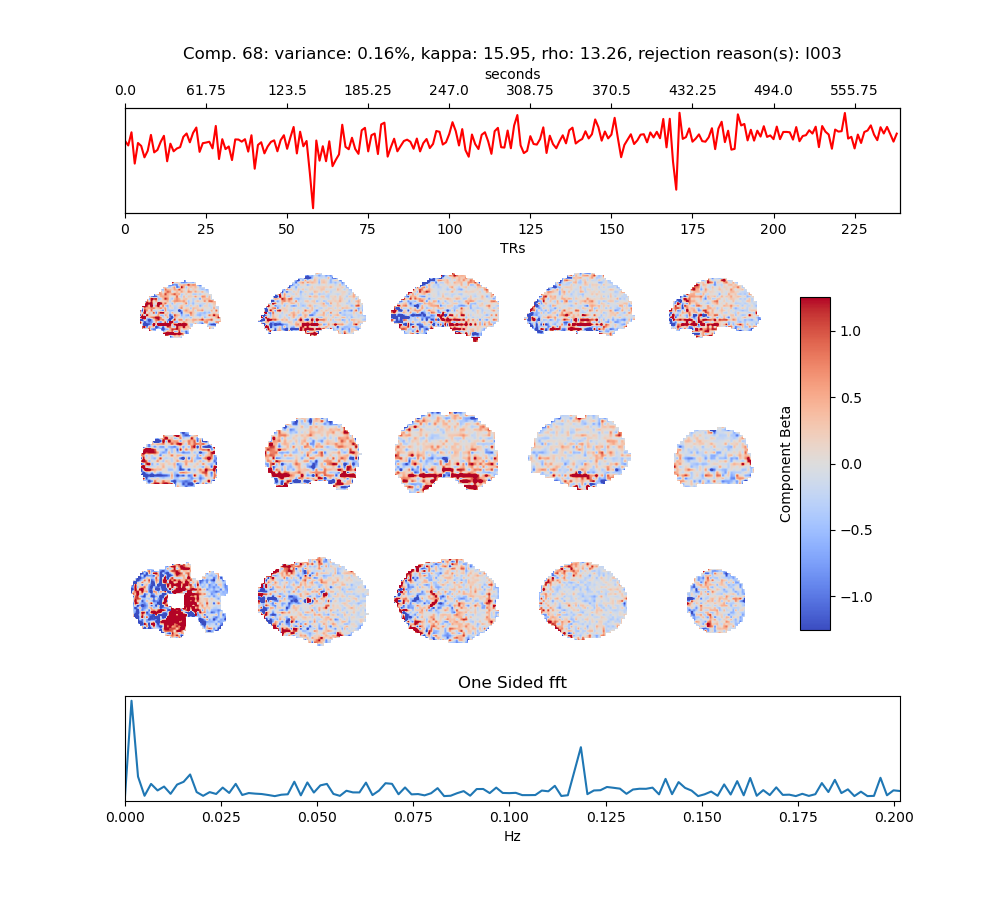 Comp. 68: variance: 0.16%, kappa: 15.95, rho: 13.26, rejection reason(s): I003
seconds
0.0 61.75 123.5 185.25 247.0 308.75 370.5 432.25 494.0 555.75
0 25 50 75 100 125 150 175 200 225
TRs
1.0
0.5
0.0
−0.5
−1.0
Component Beta
One Sided fft
0.000 0.025 0.050 0.075 0.100 0.125 0.150 0.175 0.200
Hz